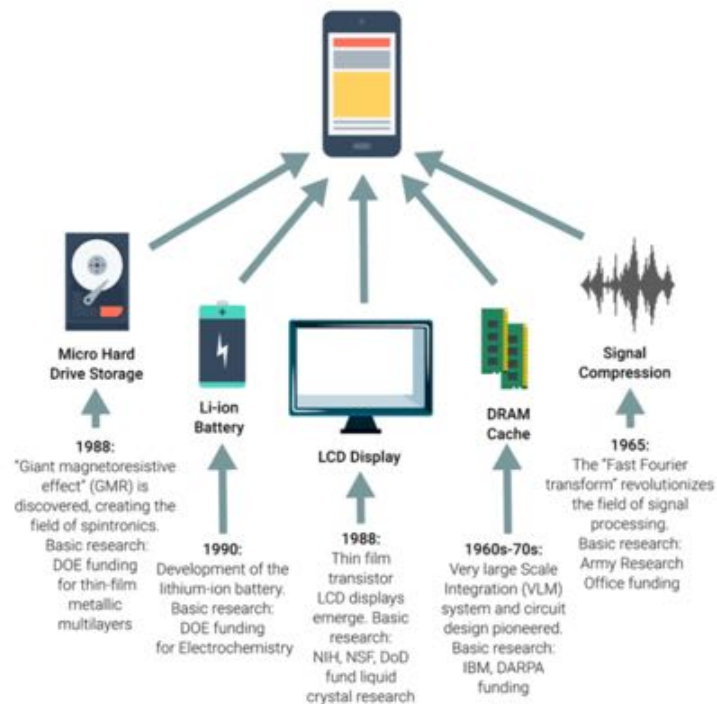 Micro Hard
Drive Storage
1988:
"Giant magnetoresistive
effect" (GMR) is
discovered, creating the
field of spintronics.
Basic research:
DOE funding
for thin-film
metallic
multilayers
Li-ion
Battery
1990:
Development of the
lithium-ion battery.
Basic research:
DOE funding
for Electrochemistry
LCD Display
1988:
Thin film
transistor
LCD displays
emerge. Basic
research:
NIH, NSF, DoD
fund liquid
crystal research
DRAM
Cache
1960s-70s:
Very large Scale
Integration (VLM)
system and circuit
design pioneered.
Basic research:
IBM, DARPA
funding
Signal
Compression
1965:
The "Fast Fourier
transform" revolutionizes
the field of signal
processing.
Basic research:
Army Research
Office funding